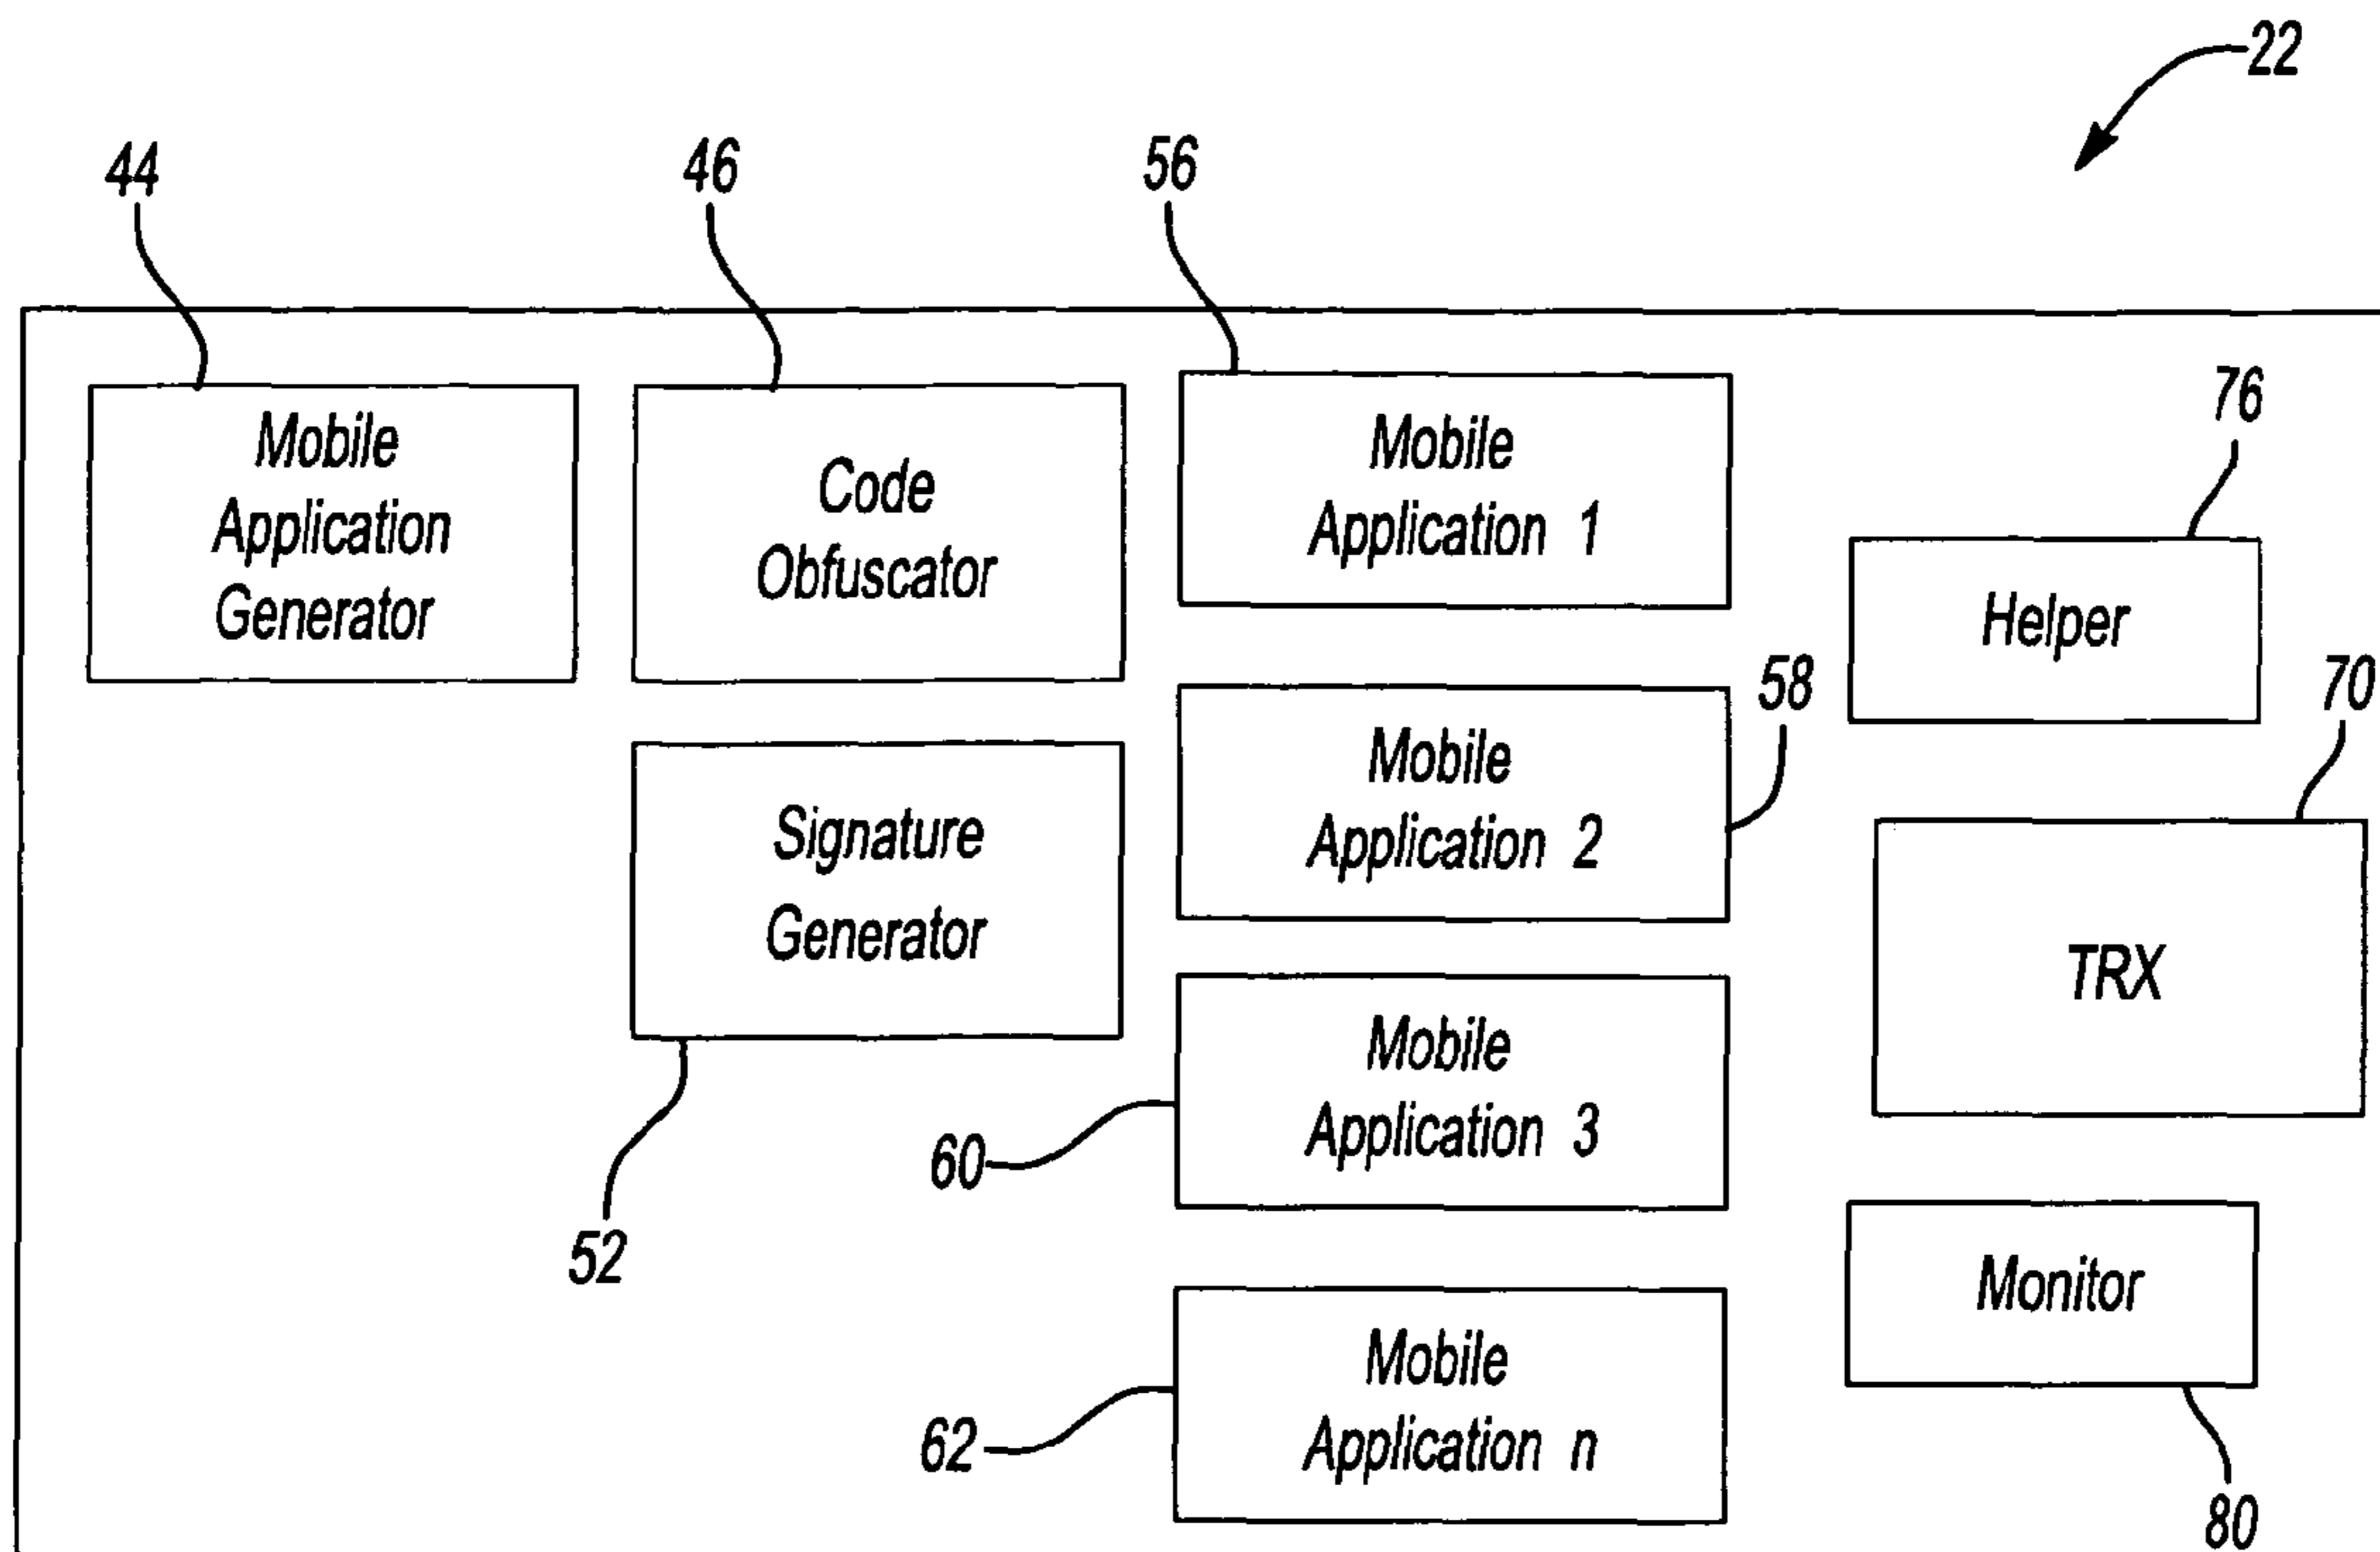 22
44
46
56
Mobile
Application
Generator
Code
Obfuscator
Mobile
Application 1
76
Helper
Signature
Generator
52
Mobile
Application 2
58
70
TRX
60
Mobile
Application 3
62
Mobile
Application n
Monitor
80